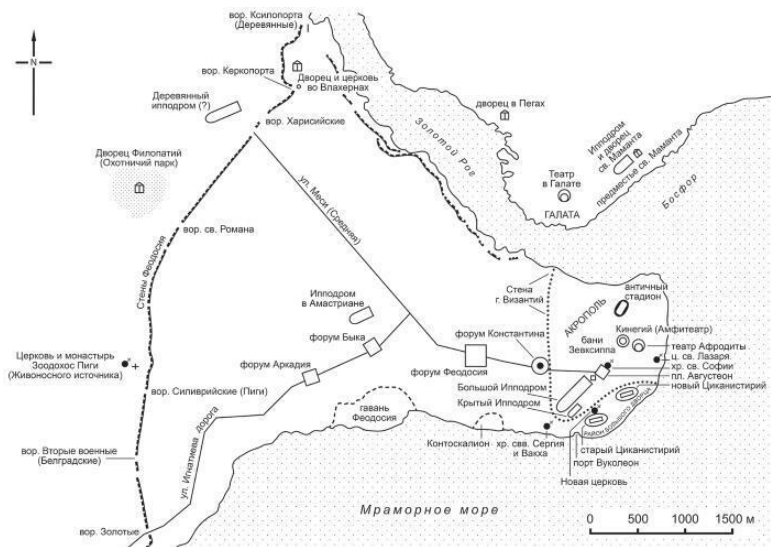 вор. Ксилопорта
(Деревянные)
N
вор. Керкопорта
Дворец и церковь
во Влахернах
Деревянный
ипподром (?)
вор. Харисийские
дворец в Пегах
Золотой Рог
Ипподром
и дворец
св. Маманта
предместье св. Маманта
Дворец Филопатий
(Охотничий парк)
Театр
в Галате
ГАЛАТА
Босфор
ул. Меси (Средняя)
вор. св. Романа
Стены Феодосия
Стена
г. Византий
АКРОПОЛЬ
античный
стадион
Ипподром
в Амастриане
Кинегий (Амфитеатр)
форум Константина
бани
Зевксиппа
театр Афродиты
форум Быка
ц. св. Лазаря
Церковь и монастырь
Зоодохос Пиги
(Живоносного источника)
форум Аркадия
форум Феодосия
хр. св. Софии
пл. Августеон
вор. Силиврийские (Пиги)
Большой Ипподром
новый Циканистирий
Крытый Ипподром
гавань
Феодосия
РАЙОН БОЛЬШОГО ДВОРЦА
ул. Игнатиева дорога
Контоскалион
хр. свв. Сергия
и Вакха
старый Циканистирий
порт Вуколеон
вор. Вторые военные
(Белградские)
Новая церковь
Мраморное море
вор. Золотые
0 500 1000 1500 м